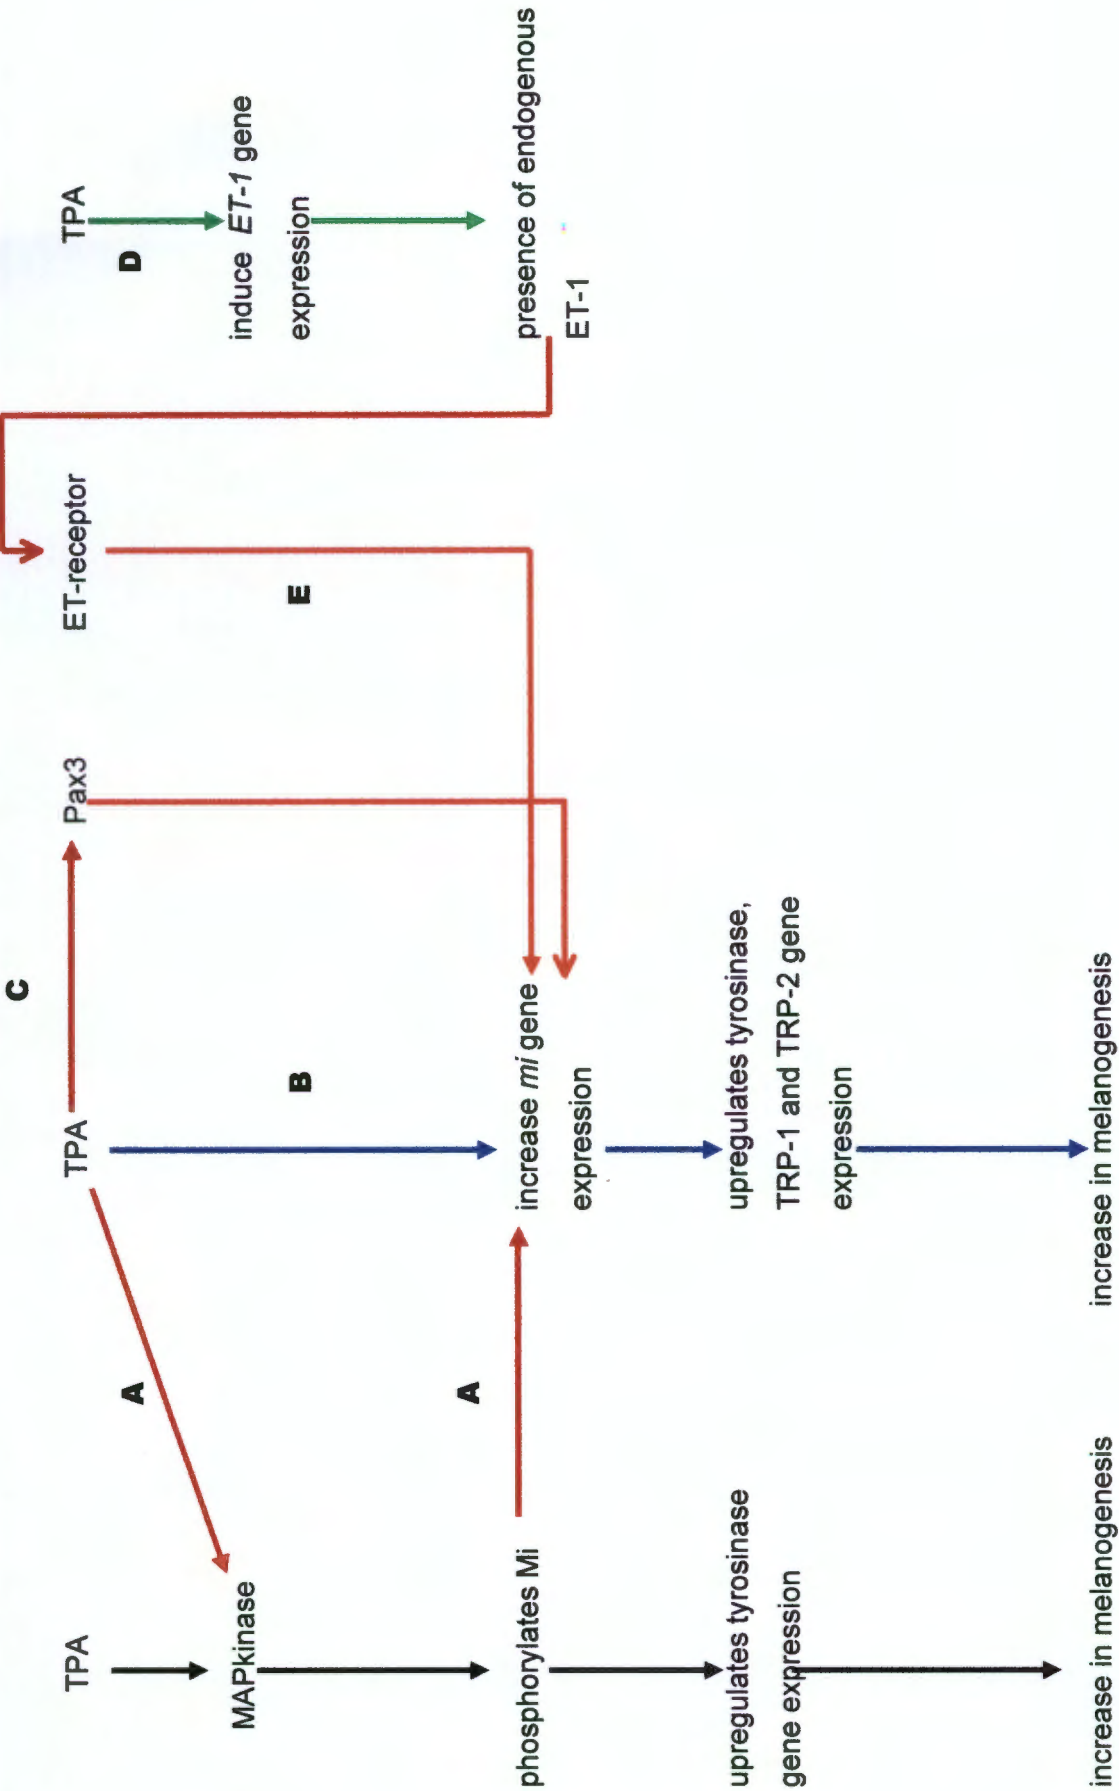 C
TPA
TPA
Pax3
ET-receptor
TPA
A
B
E
D
MAPkinase
induce ET-1 gene
expression
A
phosphorylates Mi
increase mi gene
expression
presence of endogenous
ET-1
upregulates tyrosinase
gene expression
upregulates tyrosinase,
TRP-1 and TRP-2 gene
expression
increase in melanogenesis
increase in melanogenesis